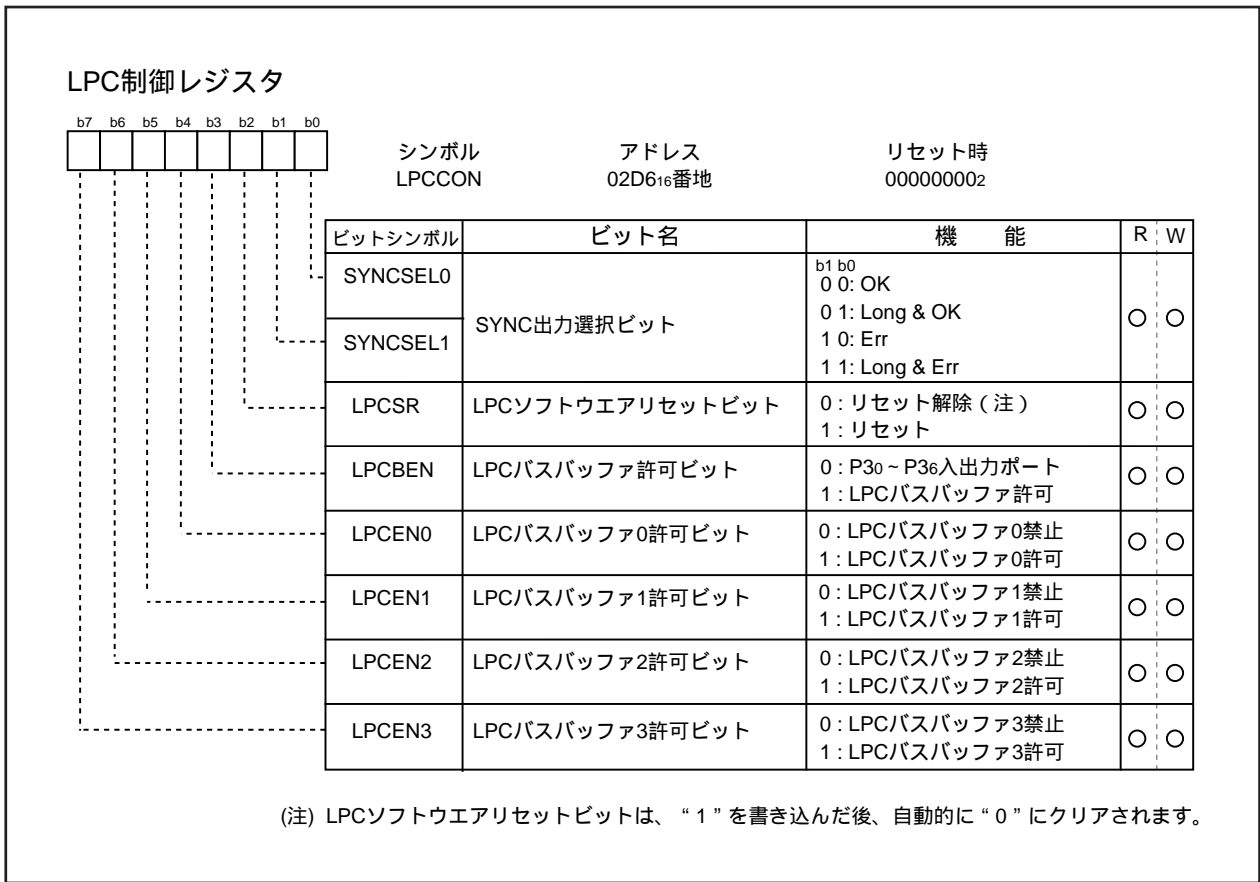 LPC制御レジスタ
b7 b6 b5 b4 b3 b2 b1 b0
シンボル アドレス リセット時
LPCCON 02D616番地 000000002
ビットシンボル ビット名 機 能 R W
SYNCSEL0
SYNCSEL1
SYNC出力選択ビット
b1 b0
0 0: OK
0 1: Long & OK
1 0: Err
1 1: Long & Err
LPCSR LPCソフトウエアリセットビット 0 : リセット解除(注)
1 : リセット
LPCBEN LPCバスバッファ許可ビット 0 : P30 ~ P36入出力ポート
1 : LPCバスバッファ許可
LPCEN0 LPCバスバッファ0許可ビット 0 : LPCバスバッファ0禁止
1 : LPCバスバッファ0許可
LPCEN1 LPCバスバッファ1許可ビット 0 : LPCバスバッファ1禁止
1 : LPCバスバッファ1許可
LPCEN2 LPCバスバッファ2許可ビット 0 : LPCバスバッファ2禁止
1 : LPCバスバッファ2許可
LPCEN3 LPCバスバッファ3許可ビット 0 : LPCバスバッファ3禁止
1 : LPCバスバッファ3許可
(注) LPCソフトウエアリセットビットは、“1”を書き込んだ後、自動的に“0”にクリアされます。